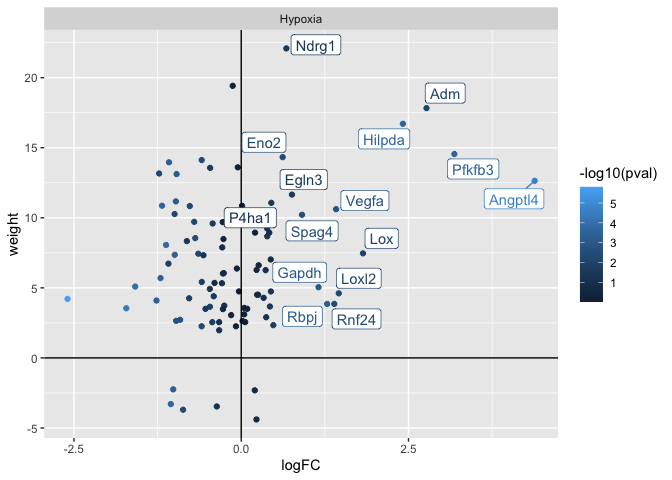 Hypoxia
Ndrg1
Adm
Hilpda
Eno2
Pfkfb3
Egln3
Angptl4
Vegfa
P4ha1
Spag4
Lox
Gapdh
Loxl2
Rbpj
Rnf24
20
15
10
5
0
-5
weight
-2.5
0.0
2.5
logFC
-log10(pval)
5
4
3
2
1